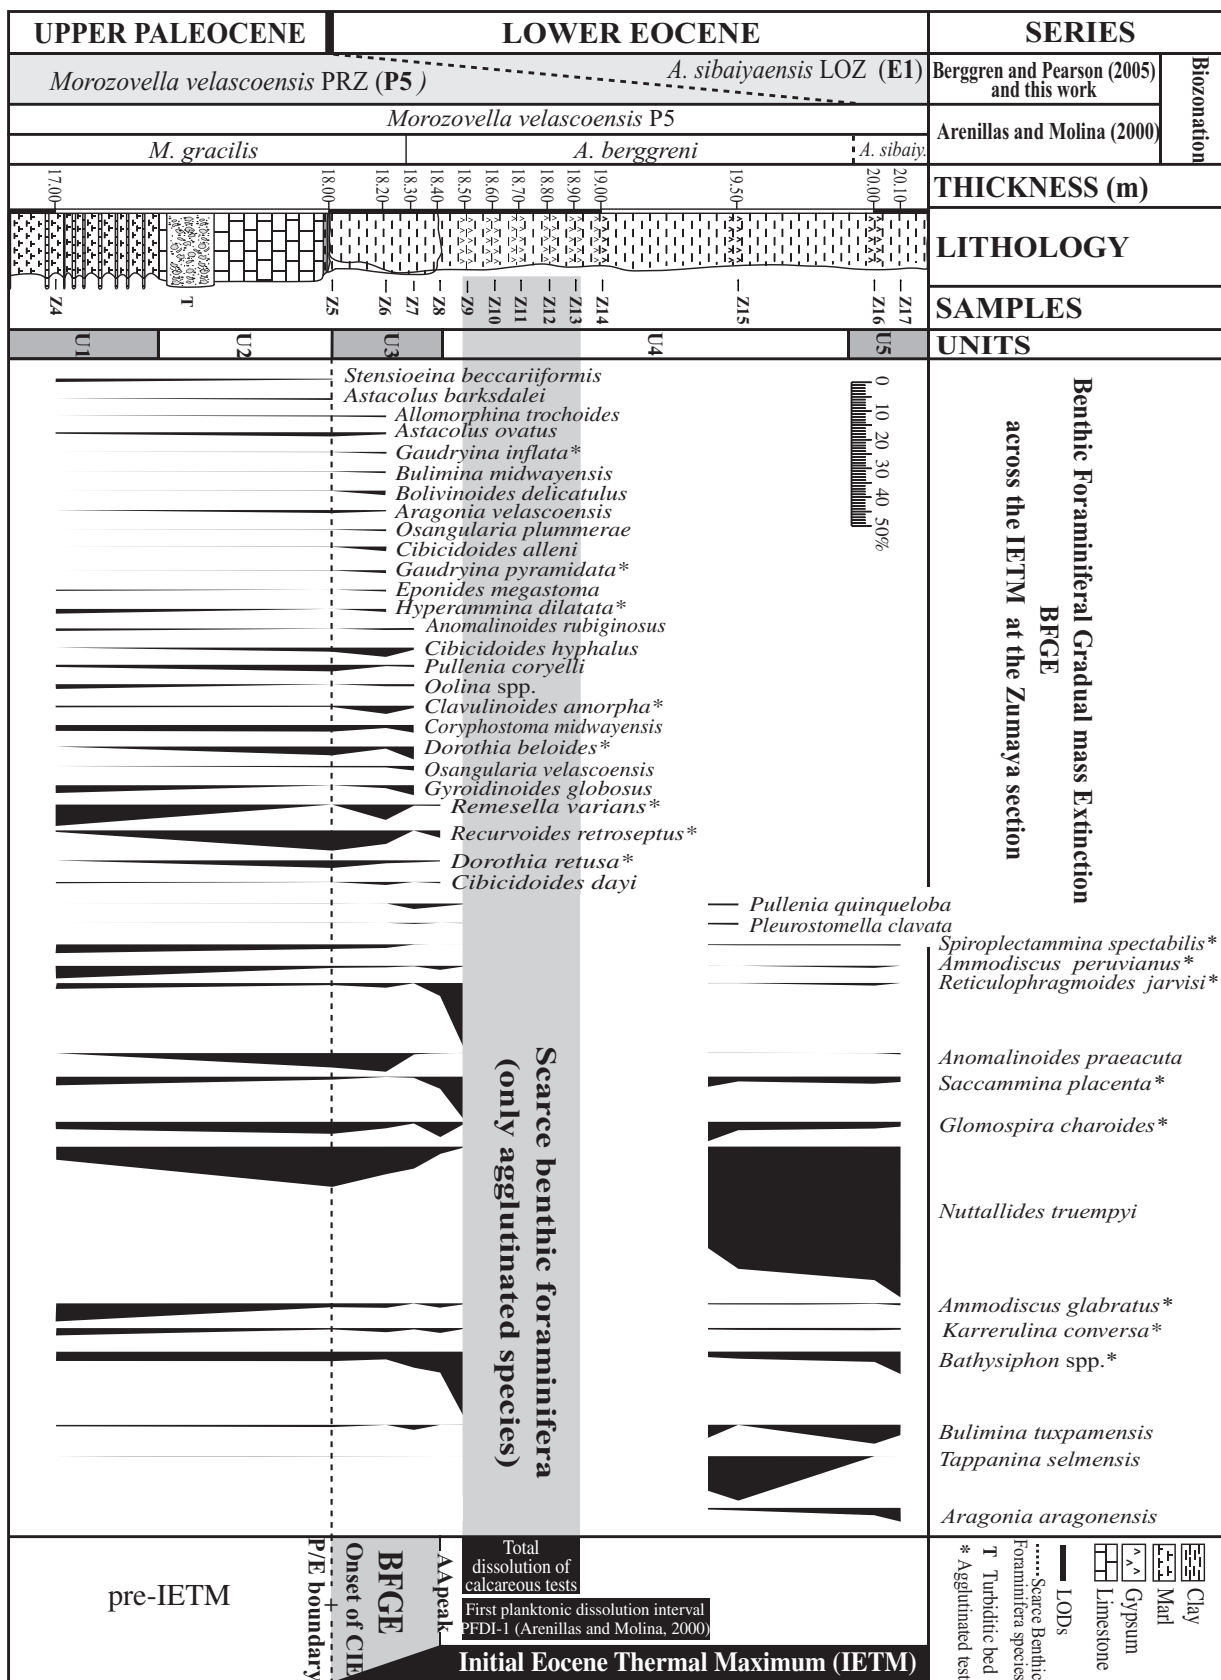 UPPER PALEOCENE
LOWER EOCENE
SERIES
Morozovella velascoensis PRZ (P5 )
A. sibaiyaensis LOZ (E1)
Berggren and Pearson (2005)
and this work
Biozonation
Morozovella velascoensis P5
Arenillas and Molina (2000)
M. gracilis
A. berggreni
A. sibaiy.
17.00
18.00
18.20
18.30
18.40
18.50
18.60
18.70
18.80
18.90
19.00
19.50
20.00
20.10
THICKNESS (m)
T
LITHOLOGY
Z4
Z5
Z6
Z7
Z8
Z9
Z10
Z11
Z12
Z13
Z14
Z15
Z16
Z17
SAMPLES
U1
U2
U3
U4
U5
UNITS
Stensioeina beccariiformis
Astacolus barksdalei
Allomorphina trochoides
Astacolus ovatus
Gaudryina inflata*
Bulimina midwayensis
Bolivinoides delicatulus
Aragonia velascoensis
Osangularia plummerae
Cibicidoides alleni
Gaudryina pyramidata*
Eponides megastoma
Hyperammina dilatata*
Anomalinoides rubiginosus
Cibicidoides hyphalus
Pullenia coryelli
Oolina spp.
Clavulinoides amorpha*
Coryphostoma midwayensis
Dorothia beloides*
Osangularia velascoensis
Gyroidinoides globosus
Remesella varians*
Recurvoides retroseptus*
Dorothia retusa*
Cibicidoides dayi
0
10
20
30
40
50%
Benthic Foraminiferal Gradual mass Extinction
BFGE
across the IETM at the Zumaya section
Pullenia quinqueloba
Pleurostomella clavata
Spiroplectammina spectabilis*
Ammodiscus peruvianus*
Reticulophragmoides jarvisi*
Anomalinoides praeacuta
Saccammina placenta*
Glomospira charoides*
Nuttallides truempyi
Ammodiscus glabratus*
Karrerulina conversa*
Bathysiphon spp.*
Bulimina tuxpamensis
Tappanina selmensis
Aragonia aragonensis
Scarce benthic foraminifera
(only agglutinated species)
pre-IETM
P/E boundary
+
Onset of CIE
BFGE
AApeak
Total
dissolution of
calcareous tests
First planktonic dissolution interval
PFDI-1 (Arenillas and Molina, 2000)
Initial Eocene Thermal Maximum (IETM)
Clay
Marl
Gypsum
Limestone
LODs
Scarce Benthic
Foraminifera species
T Turbiditic bed
* Agglutinated test